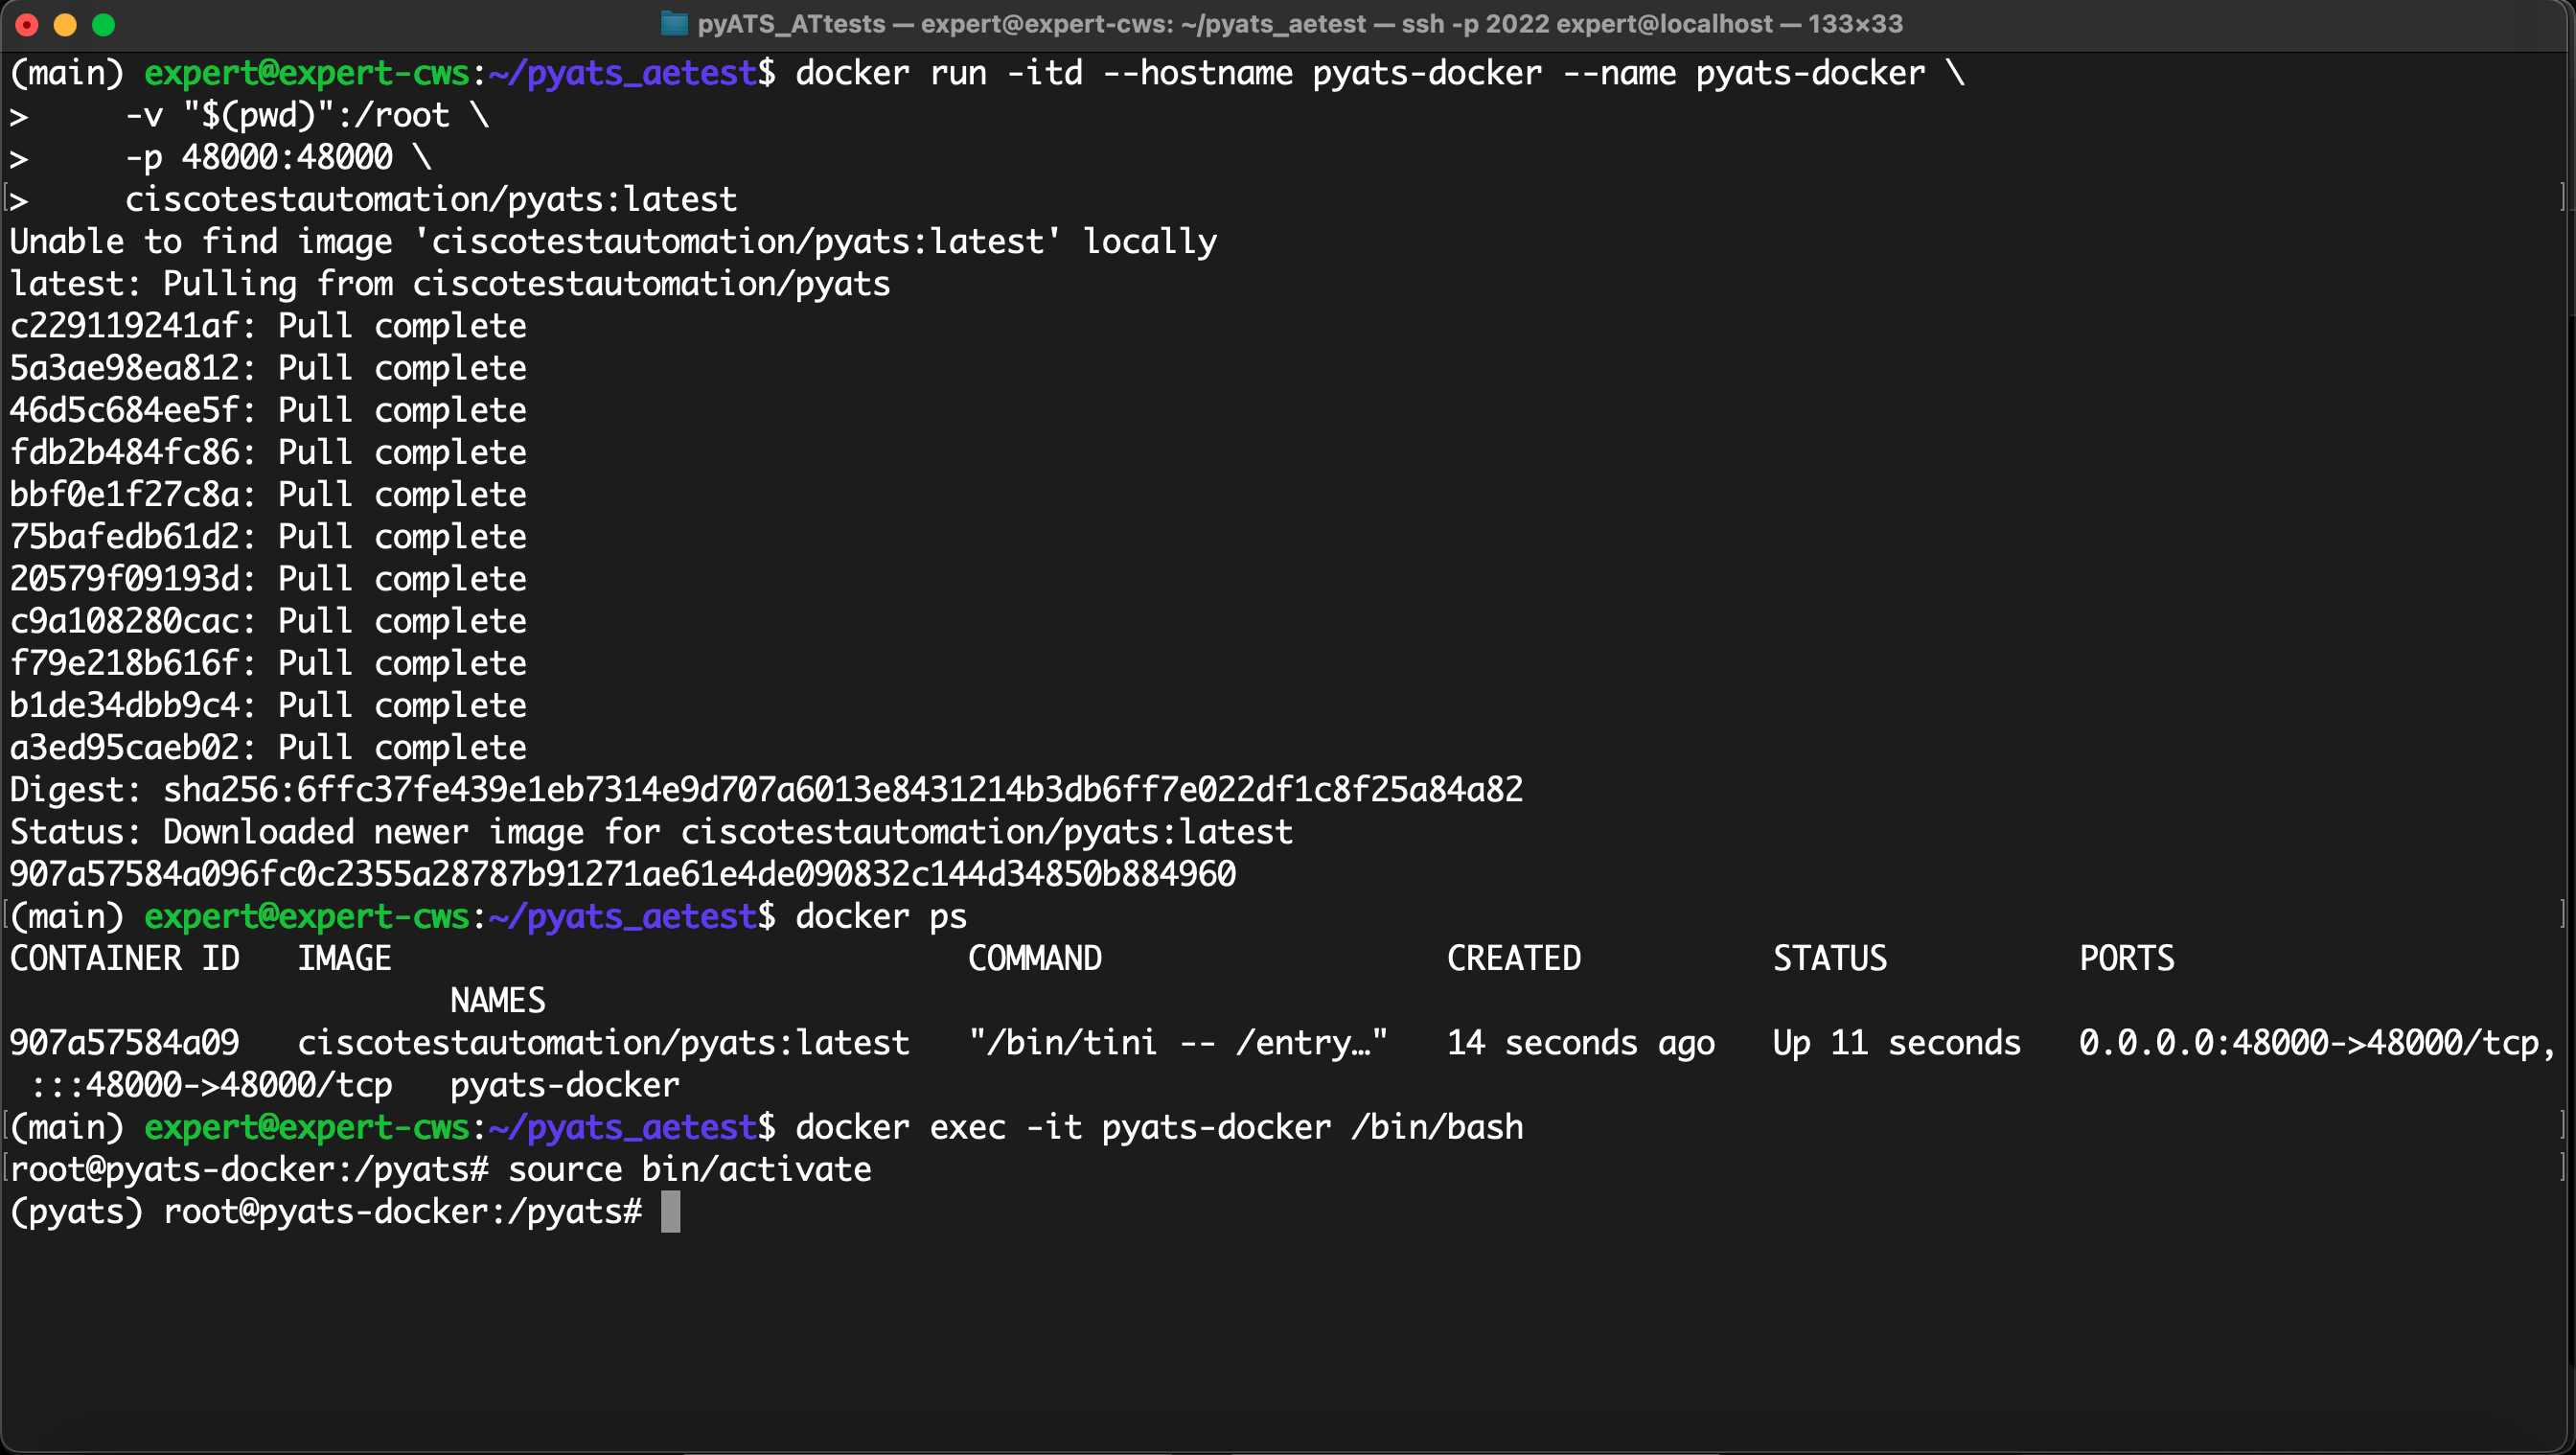 pyATS_ATtests — expert@expert-cws: ~/pyats_aetest — ssh -p 2022 expert@localhost — 133×33
(main) expert@expert-cws:~/pyats_aetest$ docker run -itd --hostname pyats-docker --name pyats-docker \
>     -v "$(pwd)":/root \
>     -p 48000:48000 \
>     ciscotestautomation/pyats:latest
Unable to find image 'ciscotestautomation/pyats:latest' locally
latest: Pulling from ciscotestautomation/pyats
c229119241af: Pull complete
5a3ae98ea812: Pull complete
46d5c684ee5f: Pull complete
fdb2b484fc86: Pull complete
bbf0e1f27c8a: Pull complete
75bafedb61d2: Pull complete
20579f09193d: Pull complete
c9a108280cac: Pull complete
f79e218b616f: Pull complete
b1de34dbb9c4: Pull complete
a3ed95caeb02: Pull complete
Digest: sha256:6ffc37fe439e1eb7314e9d707a6013e8431214b3db6ff7e022df1c8f25a84a82
Status: Downloaded newer image for ciscotestautomation/pyats:latest
907a57584a096fc0c2355a28787b91271ae61e4de090832c144d34850b884960
(main) expert@expert-cws:~/pyats_aetest$ docker ps
CONTAINER ID   IMAGE                              COMMAND                  CREATED          STATUS          PORTS
                       NAMES
907a57584a09   ciscotestautomation/pyats:latest   "/bin/tini -- /entry…"   14 seconds ago   Up 11 seconds   0.0.0.0:48000->48000/tcp,
 :::48000->48000/tcp   pyats-docker
(main) expert@expert-cws:~/pyats_aetest$ docker exec -it pyats-docker /bin/bash
root@pyats-docker:/pyats# source bin/activate
(pyats) root@pyats-docker:/pyats#